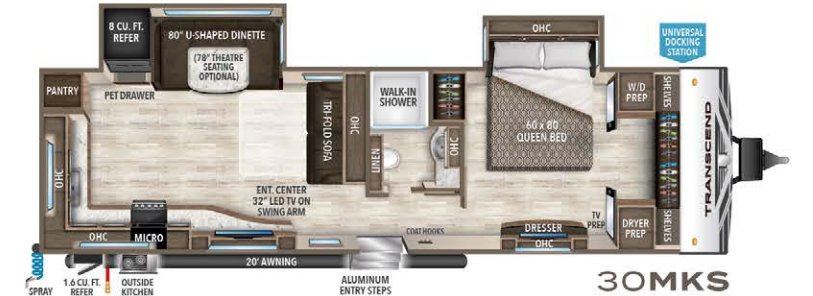 8 CU. FT.
REFER
80" U-SHAPED DINETTE
(78" THEATRE
SEATING
OPTIONAL)
PANTRY
PET DRAWER
TRI-FOLD SOFA
OHC
WALK-IN
SHOWER
LINEN
OHC
OHC
60 x 80
QUEEN BED
W/D
PREP
SHELVES
UNIVERSAL
DOCKING
STATION
TRANSCEND
OHC
ENT. CENTER
32" LED TV ON
SWING ARM
OHC
MICRO
COAT HOOKS
DRESSER
OHC
TV
PREP
DRYER
PREP
SHELVES
SPRAY
1.6 CU. FT.
REFER
OUTSIDE
KITCHEN
20' AWNING
ALUMINUM
ENTRY STEPS
30MKS